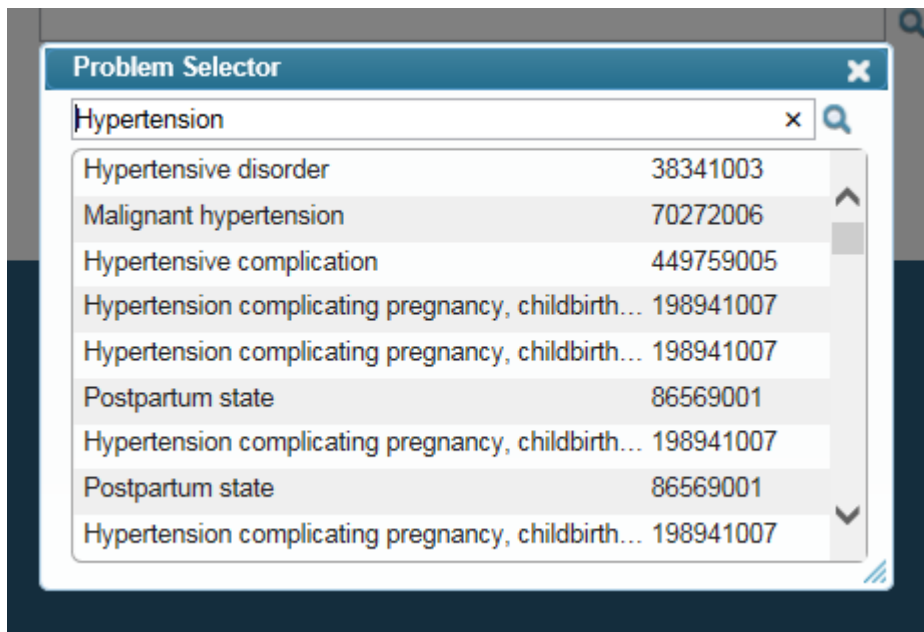 Problem Selector
Hypertension
Hypertensive disorder 38341003
Malignant hypertension 70272006
Hypertensive complication 449759005
Hypertension complicating pregnancy, childbirth... 198941007
Hypertension complicating pregnancy, childbirth... 198941007
Postpartum state 86569001
Hypertension complicating pregnancy, childbirth... 198941007
Postpartum state 86569001
Hypertension complicating pregnancy, childbirth... 198941007